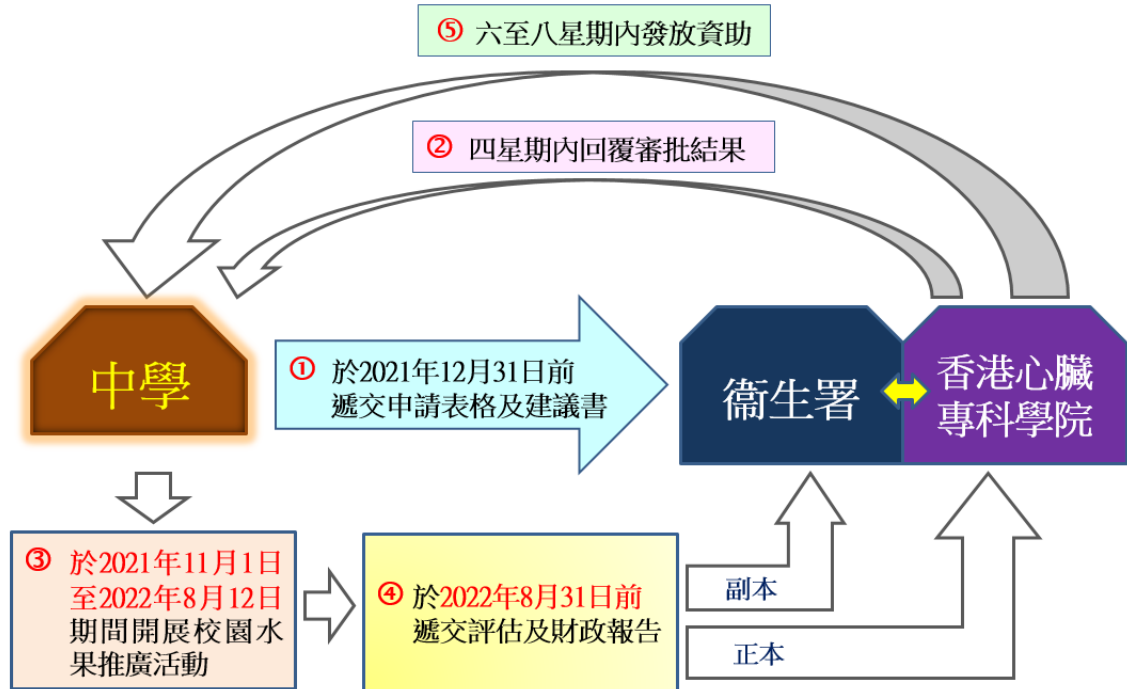 ⑤ 六至八星期內發放資助
② 四星期內回覆審批結果
中學
① 於2021年12月31日前
遞交申請表格及建議書
衞生署
香港心臟
專科學院
③ 於2021年11月1日
至2022年8月12日
期間開展校園水
果推廣活動
④ 於2022年8月31日前
遞交評估及財政報告
副本
正本